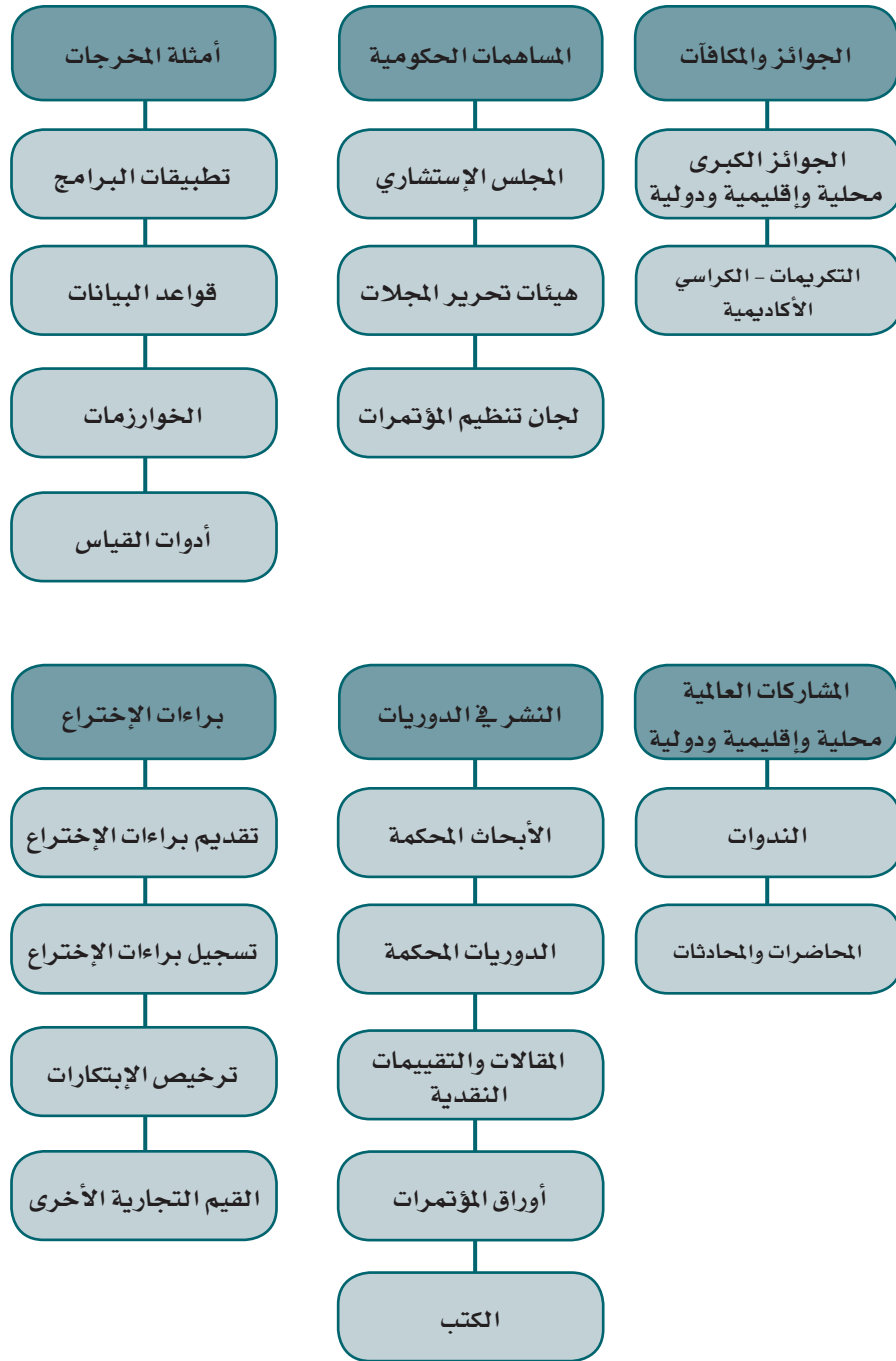 الجوائز والمكافآت
الجوائز الكبرى
محلية وإقليمية ودولية
التكريمات – الكراسي
الأكاديمية
المساهمات الحكومية
المجلس الإستشاري
هيئات تحرير المجلات
لجان تنظيم المؤتمرات
أمثلة المخرجات
تطبيقات البرامج
قواعد البيانات
الخوارزمات
أدوات القياس
المشاركات العالمية
محلية وإقليمية ودولية
الندوات
المحاضرات والمحادثات
النشر في الدوريات
الأبحاث المحكمة
الدوريات المحكمة
المقالات والتقييمات
النقدية
أوراق المؤتمرات
الكتب
براءات الإختراع
تقديم براءات الإختراع
تسجيل براءات الإختراع
ترخيص الإبتكارات
القيم التجارية الأخرى